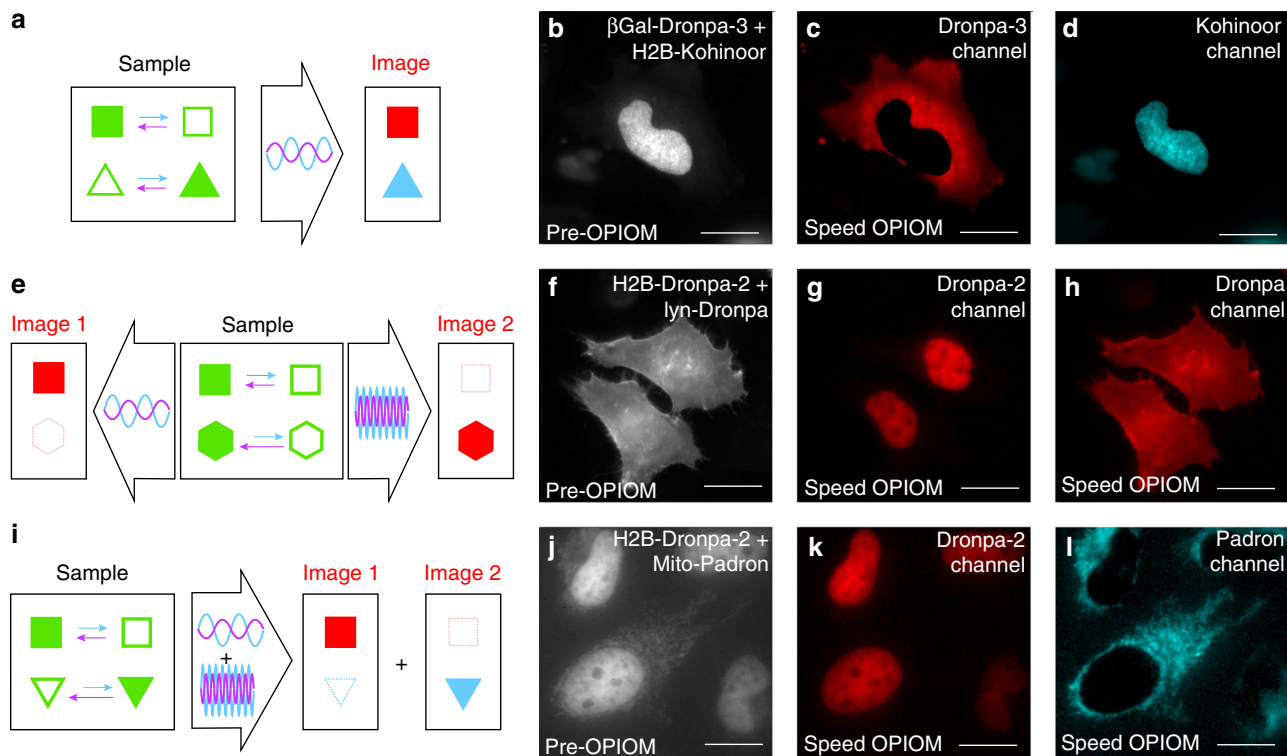 a
Sample
Image
b
βGal-Dronpa-3 +
H2B-Kohinoor
Pre-OPIOM
c
Dronpa-3
channel
Speed OPIOM
d
Kohinoor
channel
e
Image 1
Sample
Image 2
f
H2B-Dronpa-2 +
lyn-Dronpa
Pre-OPIOM
g
Dronpa-2
channel
Speed OPIOM
h
Dronpa
channel
Speed OPIOM
i
Sample
Image 1
Image 2
+
+
j
H2B-Dronpa-2 +
Mito-Padron
Pre-OPIOM
k
Dronpa-2
channel
Speed OPIOM
l
Padron
channel
Speed OPIOM